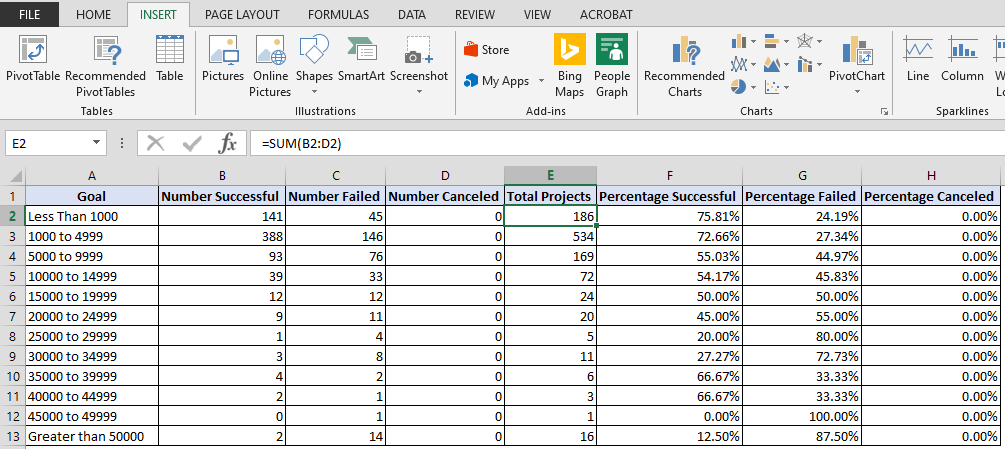 FILE HOME INSERT PAGE LAYOUT FORMULAS DATA REVIEW VIEW ACROBAT
PivotTable Recommended PivotTables Table Pictures Online Pictures Shapes SmartArt Screenshot Store My Apps Bing Maps People Graph Recommended Charts PivotChart Line Column
Tables Illustrations Add-ins Charts Sparklines
E2 fx =SUM(B2:D2)
A B C D E F G H
1 Goal Number Successful Number Failed Number Canceled Total Projects Percentage Successful Percentage Failed Percentage Canceled
2 Less Than 1000 141 45 0 186 75.81% 24.19% 0.00%
3 1000 to 4999 388 146 0 534 72.66% 27.34% 0.00%
4 5000 to 9999 93 76 0 169 55.03% 44.97% 0.00%
5 10000 to 14999 39 33 0 72 54.17% 45.83% 0.00%
6 15000 to 19999 12 12 0 24 50.00% 50.00% 0.00%
7 20000 to 24999 9 11 0 20 45.00% 55.00% 0.00%
8 25000 to 29999 1 4 0 5 20.00% 80.00% 0.00%
9 30000 to 34999 3 8 0 11 27.27% 72.73% 0.00%
10 35000 to 39999 4 2 0 6 66.67% 33.33% 0.00%
11 40000 to 44999 2 1 0 3 66.67% 33.33% 0.00%
12 45000 to 49999 0 1 0 1 0.00% 100.00% 0.00%
13 Greater than 50000 2 14 0 16 12.50% 87.50% 0.00%